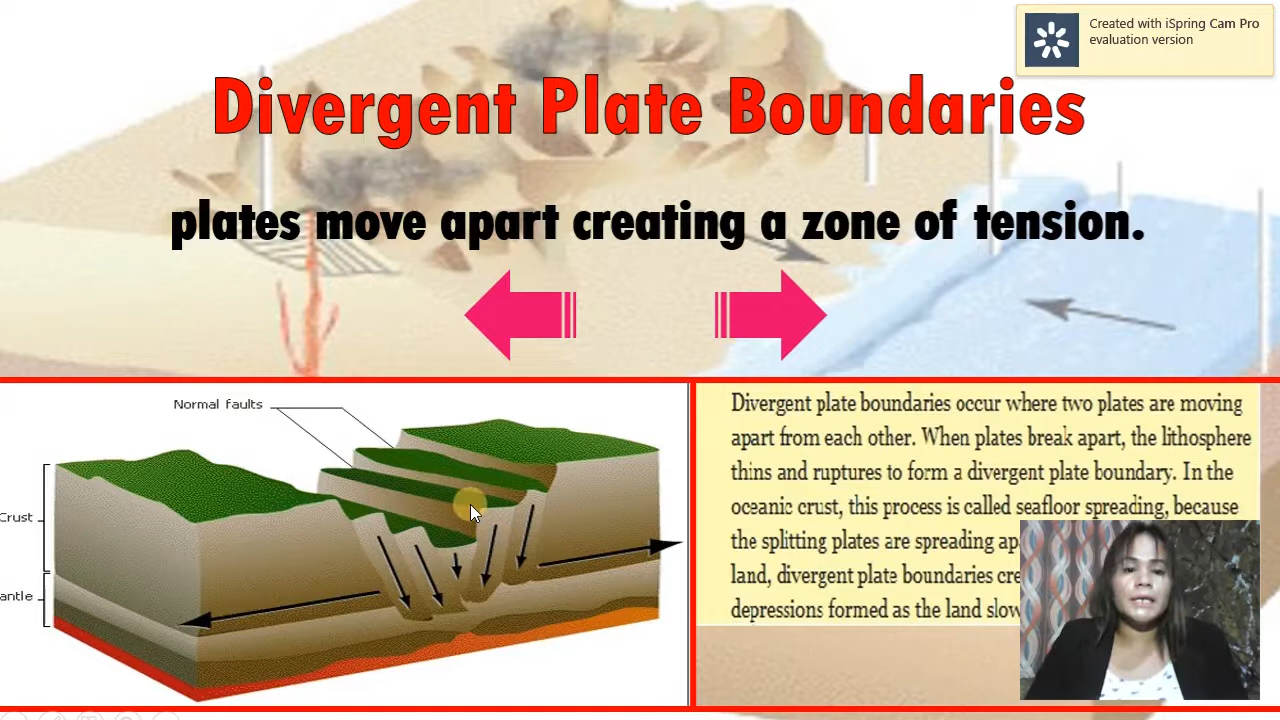 Created with iSpring Cam Pro
evaluation version
Divergent Plate Boundaries
plates move apart creating a zone of tension.
Normal faults
Crust
antle
Divergent plate boundaries occur where two plates are moving
apart from each other. When plates break apart, the lithosphere
thins and ruptures to form a divergent plate boundary. In the
oceanic crust, this process is called seafloor spreading, because
the splitting plates are spreading
land, divergent plate boundaries
depressions formed as the land